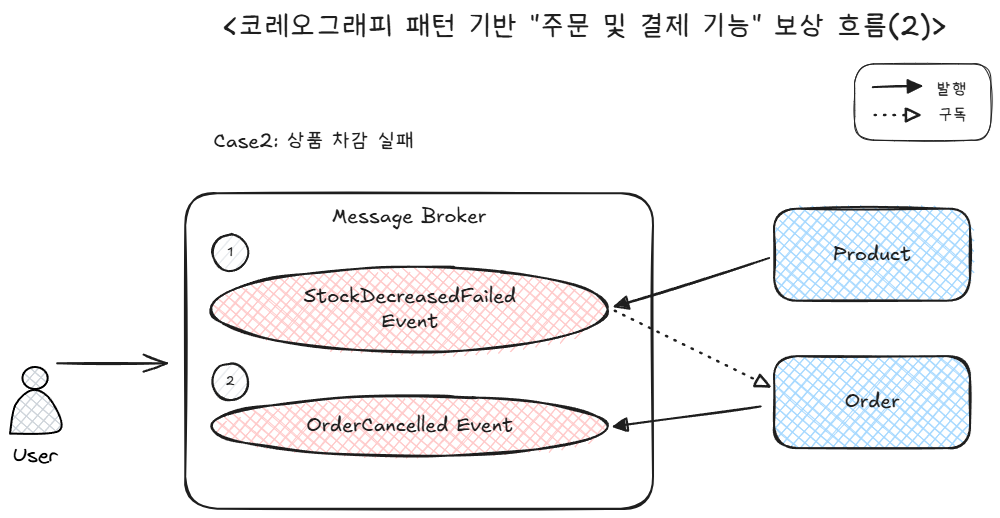 <코레오그래피 패턴 기반 "주문 및 결제 기능" 보상 흐름(2)>
발행
구독
Case2: 상품 차감 실패
Message Broker
1
StockDecreasedFailed
Event
Product
2
OrderCancelled Event
Order
User